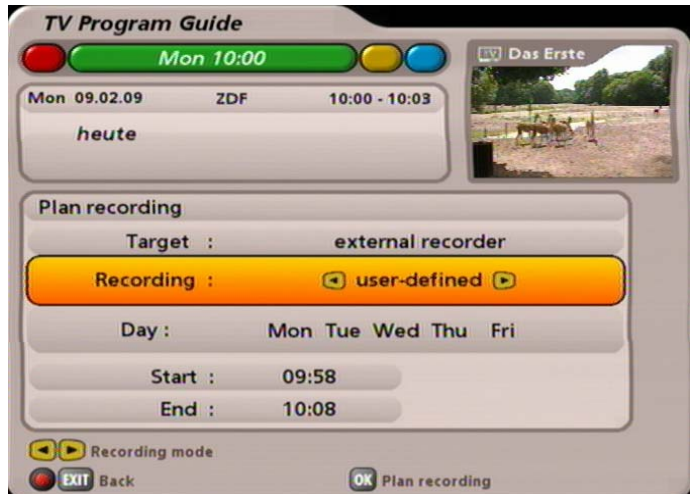 TV Program Guide
Mon 10:00
TV Das Erste
Mon 09.02.09 ZDF 10:00 - 10:03
heute
Plan recording
Target : external recorder
Recording : user-defined
Day : Mon Tue Wed Thu Fri
Start : 09:58
End : 10:08
Recording mode
EXIT Back OK Plan recording